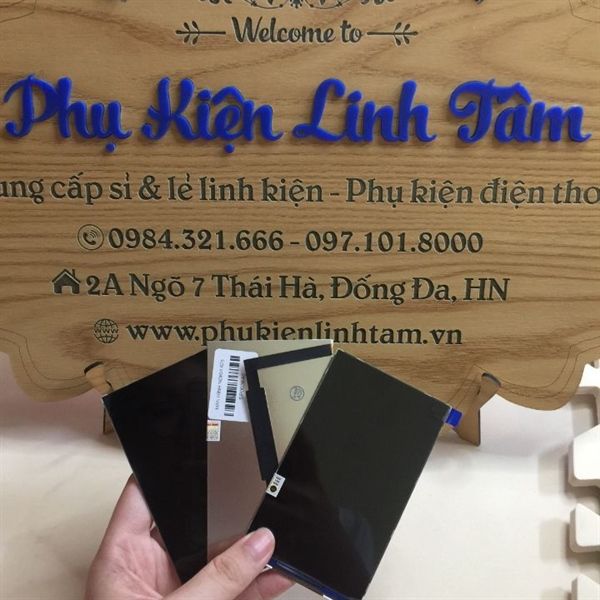 Welcome to
Phụ Kiện Linh Tâm
ung cấp sỉ & lẻ linh kiện - Phụ kiện điện tho
0984.321.666 - 097.101.8000
2A Ngõ 7 Thái Hà, Đống Đa, HN
www.phukienlinhtam.vn